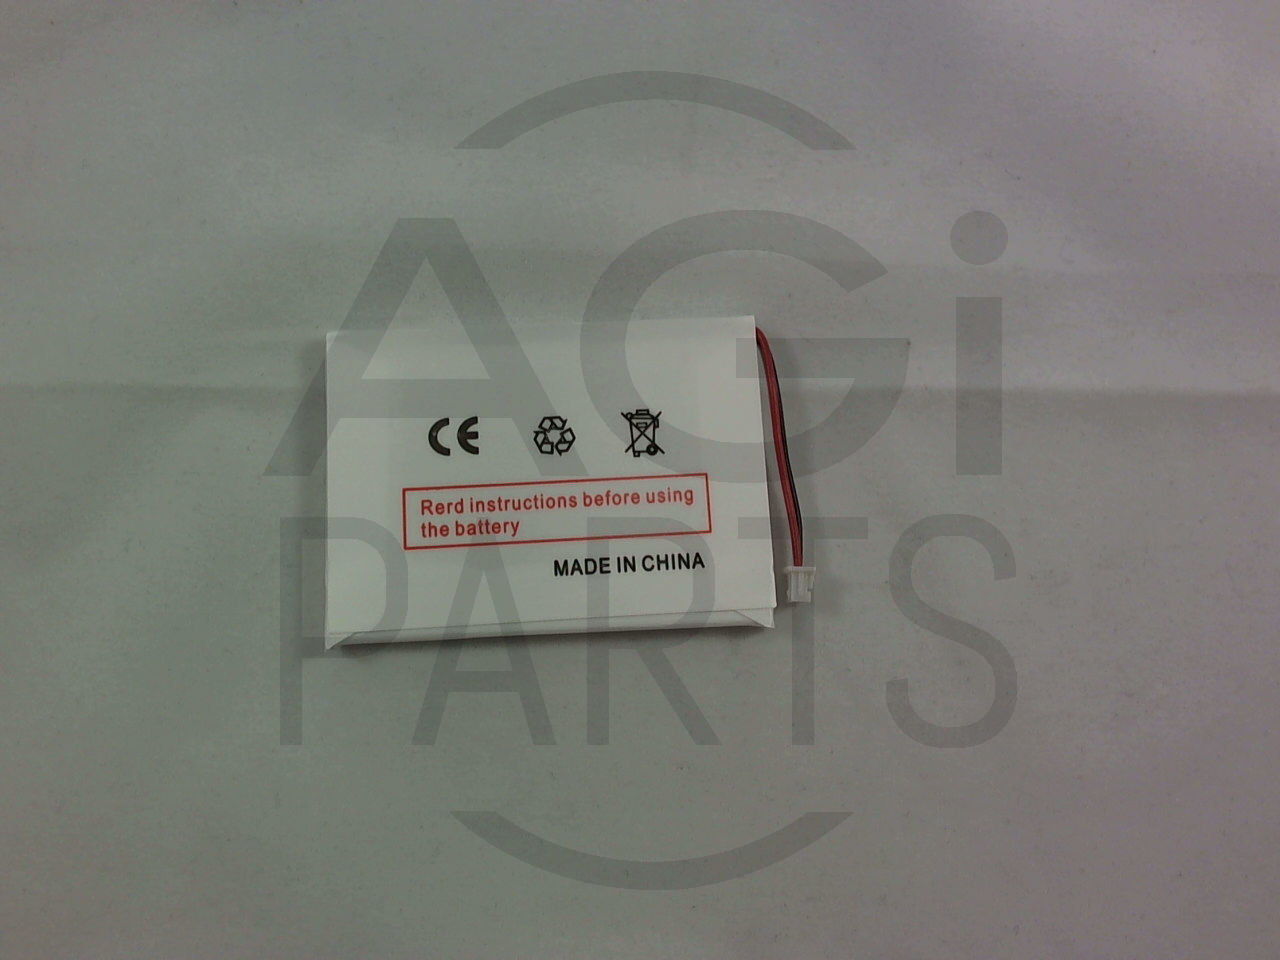 AGi
PARTS
CE
Rerd instructions before using
the battery
MADE IN CHINA